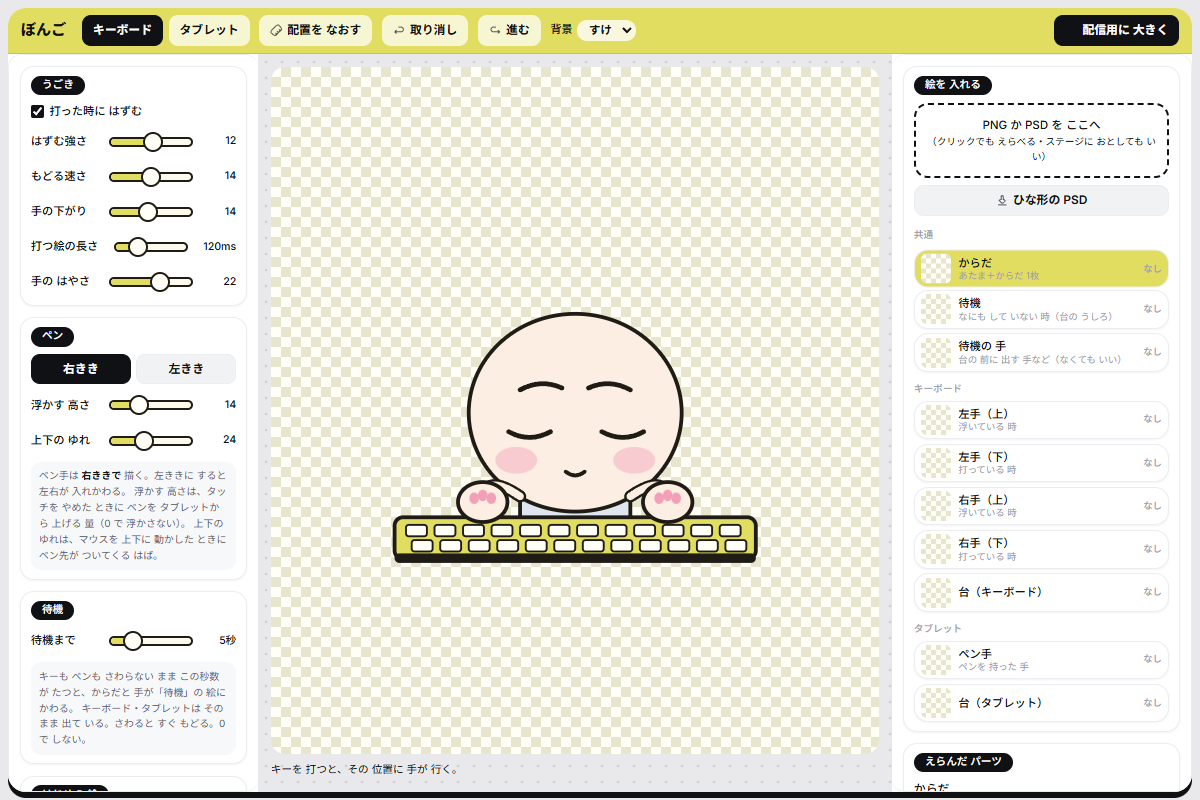 ぼんご
キーボード
タブレット
配置を なおす
取り消し
進む
背景
すけ
配信用に 大きく
うごき
打った時に はずむ
はずむ強さ 12
もどる速さ 14
手の下がり 14
打つ絵の長さ 120ms
手の はやさ 22
ペン
右きき
左きき
浮かす 高さ 14
上下の ゆれ 24
ペン手は 右ききで 描く。左ききに すると
左右が 入れかわる。 浮かす 高さは、タッ
チを やめた ときに ペンを タブレットか
ら 上げる 量（0 で 浮かさない）。 上下の
ゆれは、マウスを 上下に 動かした ときに
ペン先が ついてくる はば。
待機
待機まで 5秒
キーも ペンも さわらない まま この秒数
が たつと、からだと 手が「待機」の 絵に
かわる。 キーボード・タブレットは その
まま 出て いる。さわると すぐ もどる。0
で しない。
キーを 打つと、その 位置に 手が 行く。
絵を 入れる
PNG か PSD を ここへ
（クリックでも えらべる・ステージに おとしても い
い）
ひな形の PSD
共通
からだ
あたま＋からだ 1枚
なし
待機
なにも して いない 時（台の うしろ）
なし
待機の 手
台の 前に 出す 手など（なくても いい）
なし
キーボード
左手（上）
浮いている 時
なし
左手（下）
打っている 時
なし
右手（上）
浮いている 時
なし
右手（下）
打っている 時
なし
台（キーボード）
なし
タブレット
ペン手
ペンを 持った 手
なし
台（タブレット）
なし
えらんだ パーツ
からだ